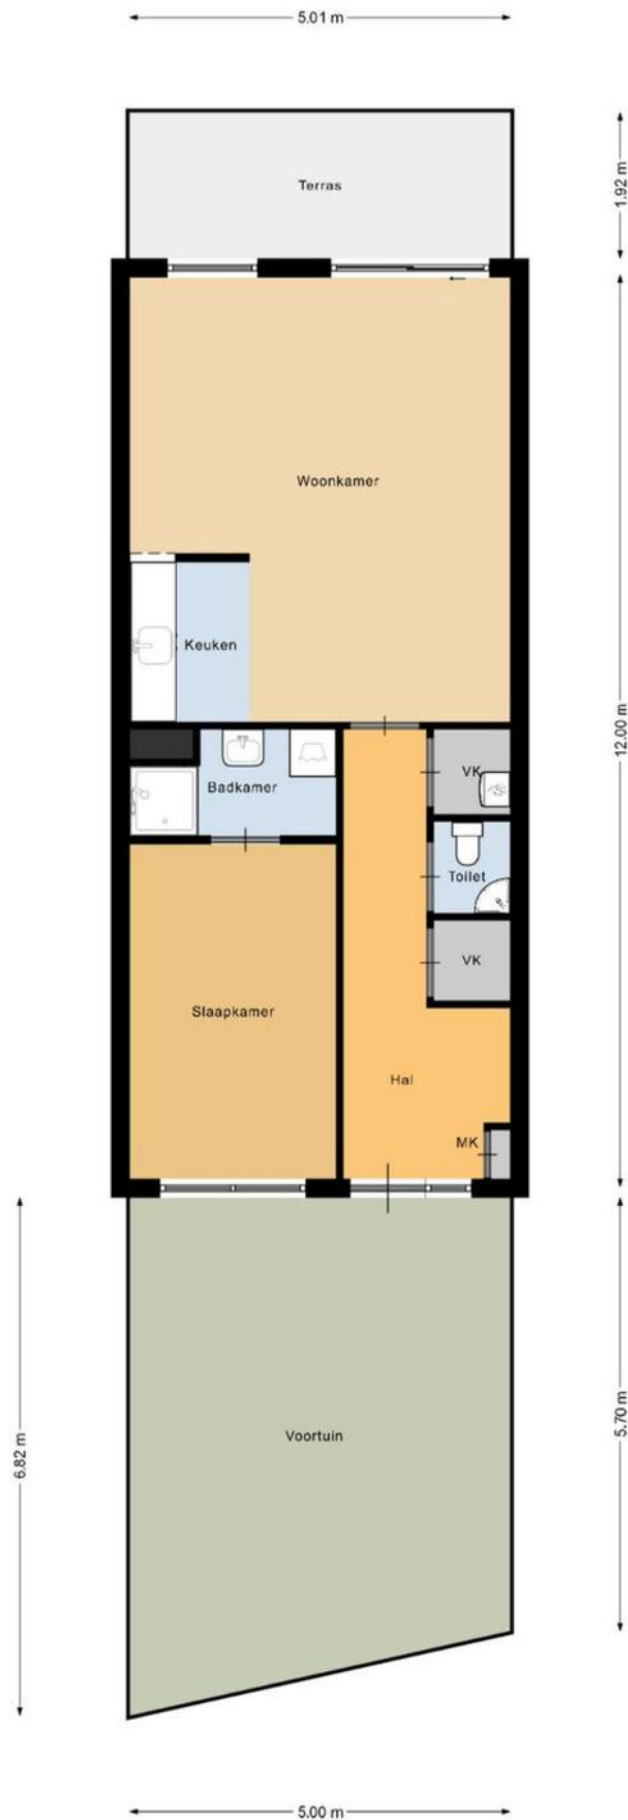 5.01 m
Terras
1.92 m
Woonkamer
Keuken
12.00 m
VK
Badkamer
Toilet
VK
Slaapkamer
Hal
MK
5.70 m
Voortuin
6.82 m
5.00 m